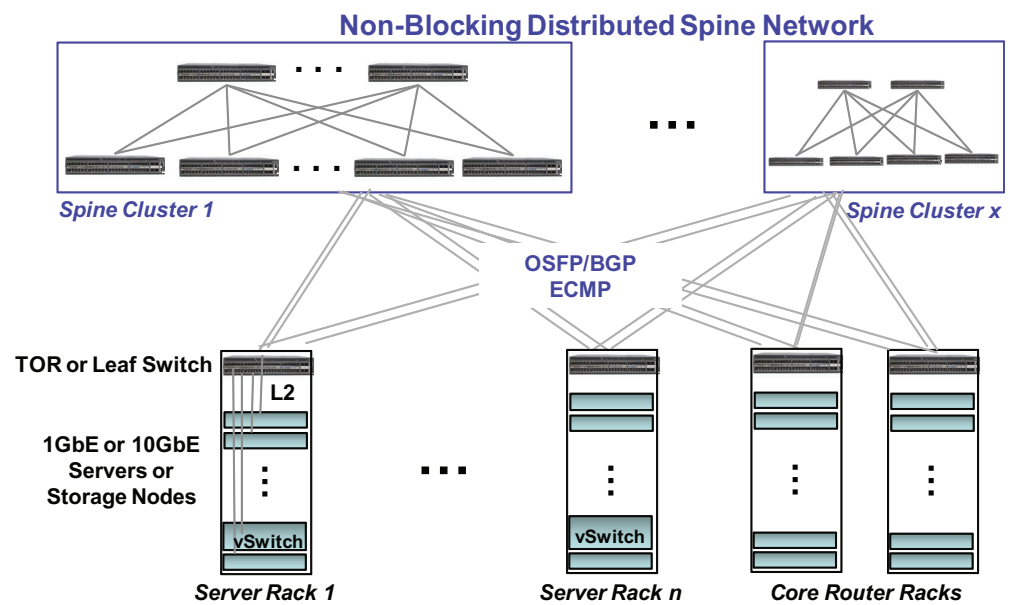 Non-Blocking Distributed Spine Network
Spine Cluster 1
Spine Cluster x
OSFP/BGP
ECMP
TOR or Leaf Switch
L2
1GbE or 10GbE
Servers or
Storage Nodes
vSwitch
vSwitch
Server Rack 1
Server Rack n
Core Router Racks